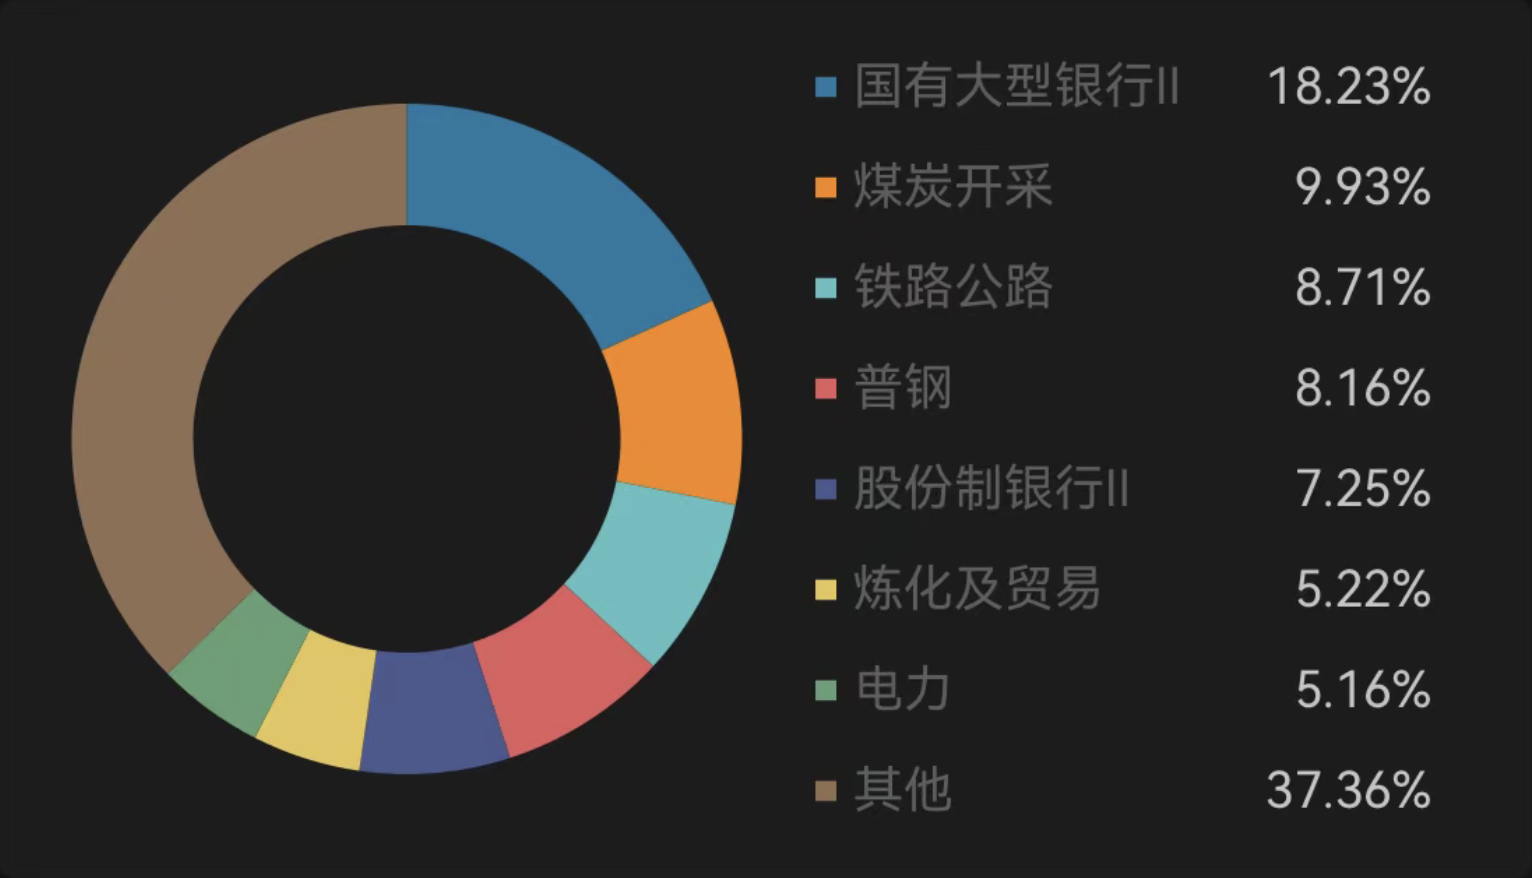 国有大型银行II 18.23%
煤炭开采 9.93%
铁路公路 8.71%
普钢 8.16%
股份制银行II 7.25%
炼化及贸易 5.22%
电力 5.16%
其他 37.36%